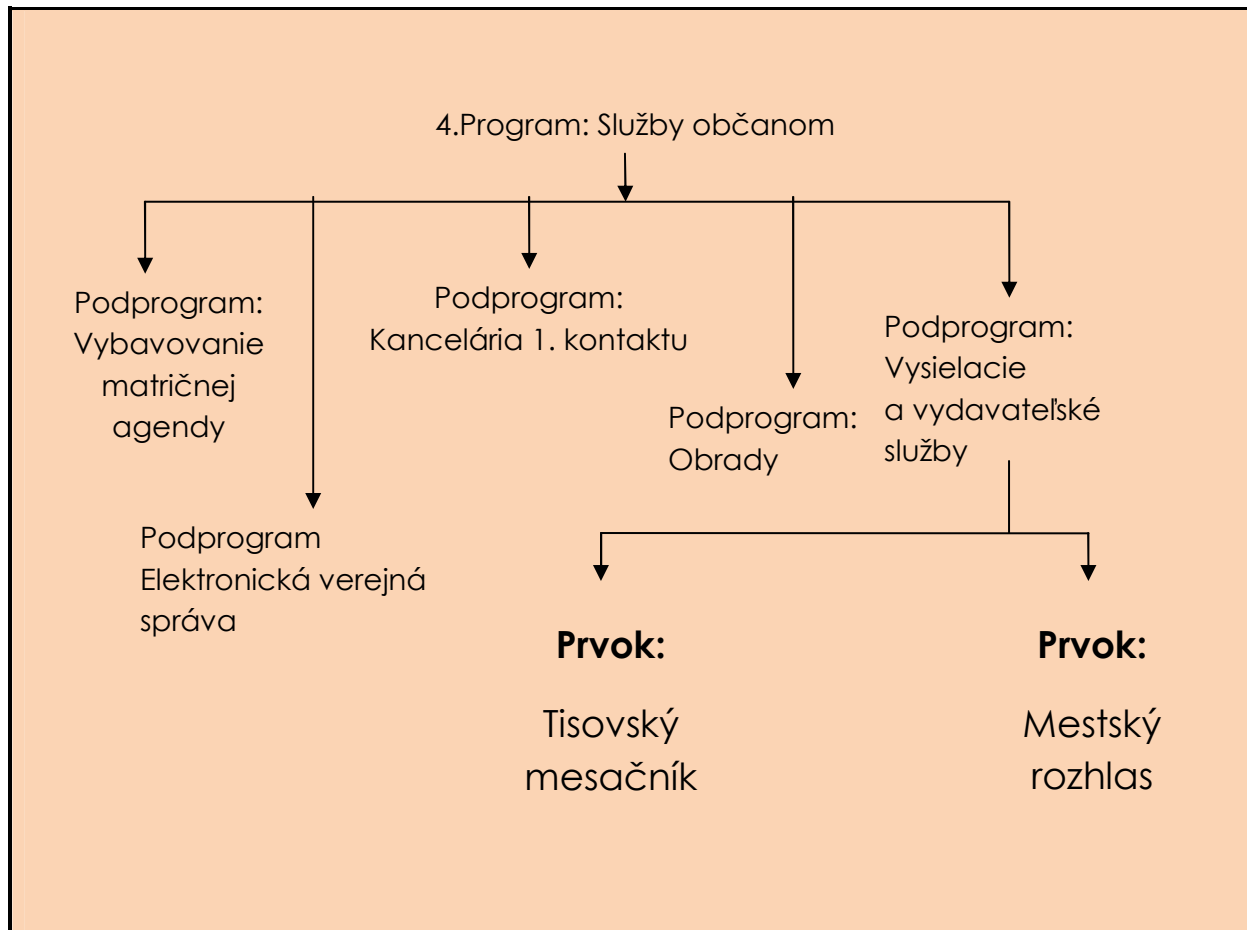 4.Program: Služby občanom
Podprogram:
Vybavovanie
matričnej
agendy
Podprogram
Elektronická verejná
správa
Podprogram:
Kancelária 1. kontaktu
Podprogram:
Obrady
Podprogram:
Vysielacie
a vydavateľské
služby
Prvok:
Tisovský
mesačník
Prvok:
Mestský
rozhlas